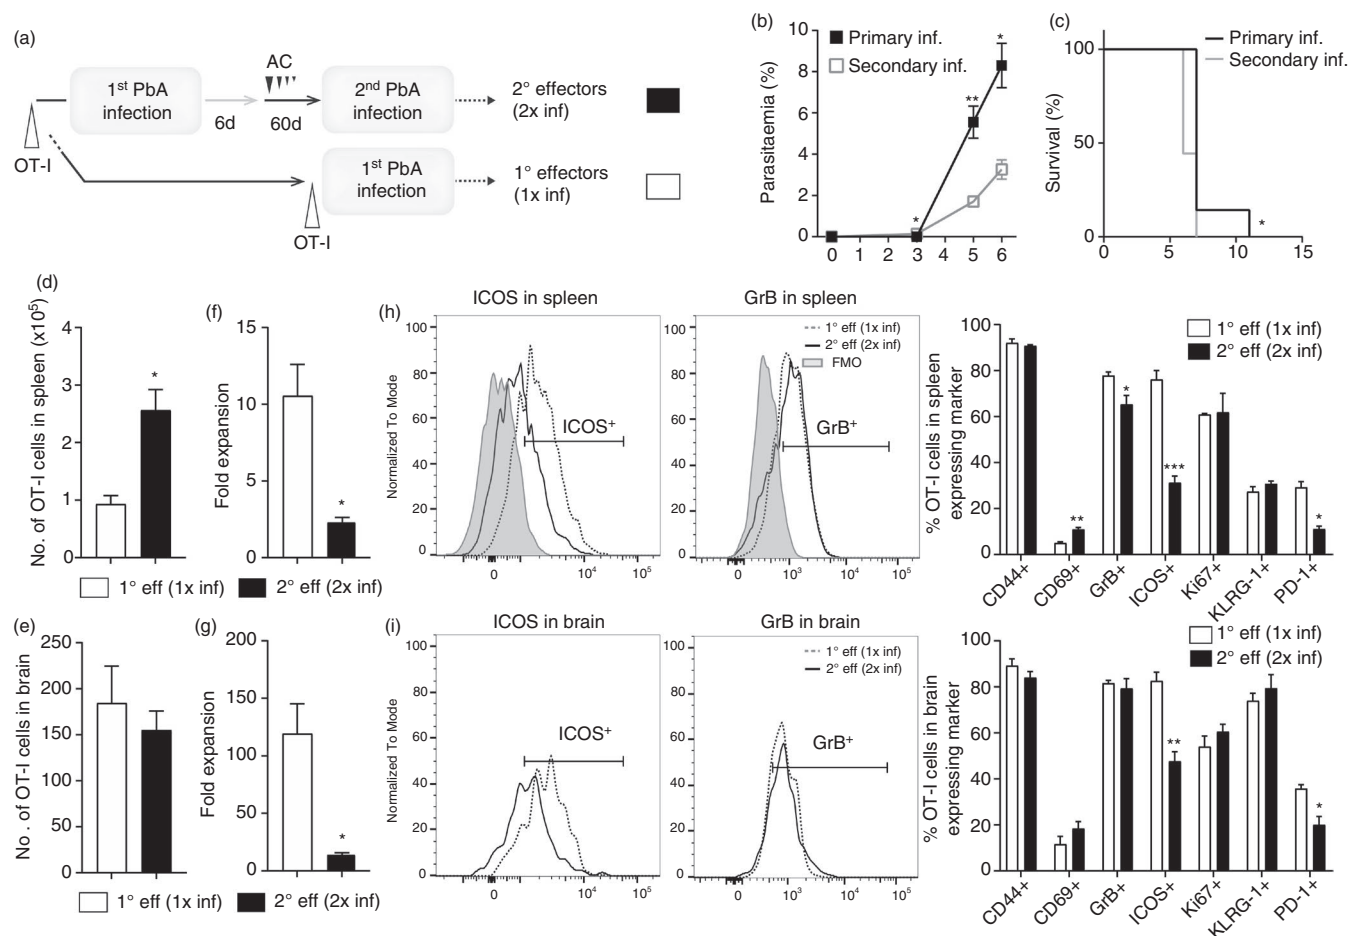 (a)
AC
1st PbA
infection
6d
60d
2nd PbA
infection
2° effectors
(2x inf)
OT-I
1st PbA
infection
1° effectors
(1x inf)
OT-I
(b)
Parasitaemia (%)
10
8
6
4
2
0
Primary inf.
Secondary inf.
*
**
*
0 1 2 3 4 5 6
(c)
Survival (%)
100
50
0
Primary inf.
Secondary inf.
*
0 5 10 15
(d)
No. of OT-I cells in spleen (x10⁵)
4
3
2
1
0
*
(f)
Fold expansion
15
10
5
0
*
1° eff (1x inf) 2° eff (2x inf)
(h)
ICOS in spleen
Normalized To Mode
100
80
60
40
20
0
ICOS+
0 10⁴ 10⁵
GrB in spleen
100
80
60
40
20
0
1° eff (1x inf)
2° eff (2x inf)
FMO
GrB+
0 10³ 10⁴ 10⁵
% OT-I cells in spleen
expressing marker
100
80
60
40
20
0
1° eff (1x inf)
2° eff (2x inf)
**
*
***
*
CD44+ CD69+ GrB+ ICOS+ Ki67+ KLRG-1+ PD-1+
(e)
No. of OT-I cells in brain
250
200
150
100
50
0
(g)
Fold expansion
200
150
100
50
0
*
1° eff (1x inf) 2° eff (2x inf)
(i)
ICOS in brain
Normalized To Mode
100
80
60
40
20
0
ICOS+
0 10⁴ 10⁵
GrB in brain
100
80
60
40
20
0
1° eff (1x inf)
2° eff (2x inf)
GrB+
0 10³ 10⁴ 10⁵
% OT-I cells in brain
expressing marker
100
80
60
40
20
0
1° eff (1x inf)
2° eff (2x inf)
**
*
CD44+ CD69+ GrB+ ICOS+ Ki67+ KLRG-1+ PD-1+